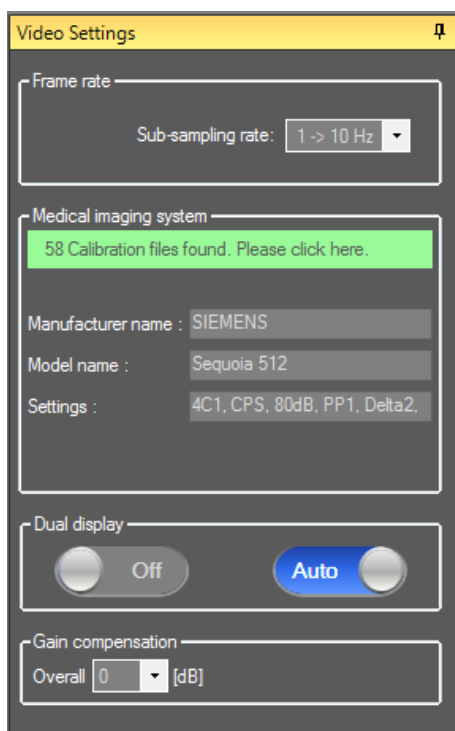 Video Settings
Frame rate
Sub-sampling rate: 1 -> 10 Hz
Medical imaging system
58 Calibration files found. Please click here.
Manufacturer name : SIEMENS
Model name : Sequoia 512
Settings : 4C1, CPS, 80dB, PP1, Delta2,
Dual display
Off Auto
Gain compensation
Overall 0 [dB]